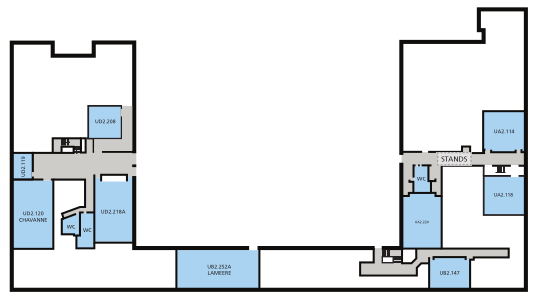 UD2.208
UA2.114
UD2.119
STANDS
WC
UA2.118
UD2.120
CHAVANNE
UD2.218A
WC
WC
UA2.220
UB2.252A
LAMEERE
UB2.147